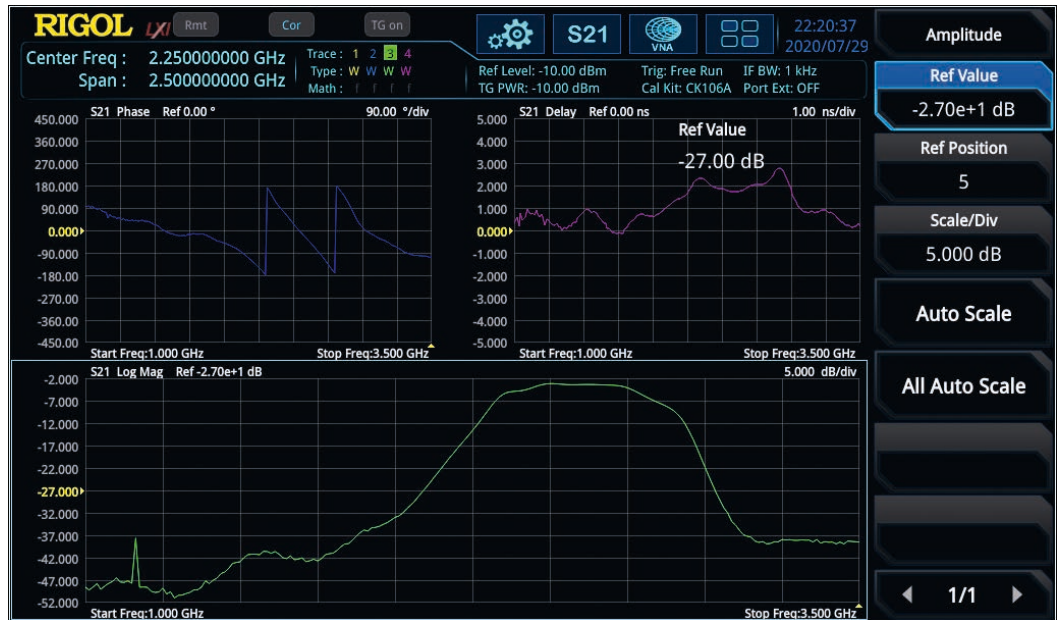 RIGOL LXI Rmt Cor TG on
S21
VNA
22:20:37
2020/07/29
Center Freq : 2.250000000 GHz
Span : 2.500000000 GHz
Trace : 1 2 3 4
Type : W W W W
Math : f f f f
Ref Level: -10.00 dBm Trig: Free Run IF BW: 1 kHz
TG PWR: -10.00 dBm Cal Kit: CK106A Port Ext: OFF
S21 Phase Ref 0.00 ° 90.00 °/div
450.000
360.000
270.000
180.000
90.000
0.000
-90.000
-180.00
-270.00
-360.00
-450.00
Start Freq:1.000 GHz Stop Freq:3.500 GHz
S21 Delay Ref 0.00 ns 1.00 ns/div
Ref Value
-27.00 dB
5.000
4.000
3.000
2.000
1.000
0.000
-1.000
-2.000
-3.000
-4.000
-5.000
Start Freq:1.000 GHz Stop Freq:3.500 GHz
S21 Log Mag Ref -2.70e+1 dB 5.000 dB/div
-2.000
-7.000
-12.000
-17.000
-22.000
-27.000
-32.000
-37.000
-42.000
-47.000
-52.000
Start Freq:1.000 GHz Stop Freq:3.500 GHz
Amplitude
Ref Value
-2.70e+1 dB
Ref Position
5
Scale/Div
5.000 dB
Auto Scale
All Auto Scale
1/1